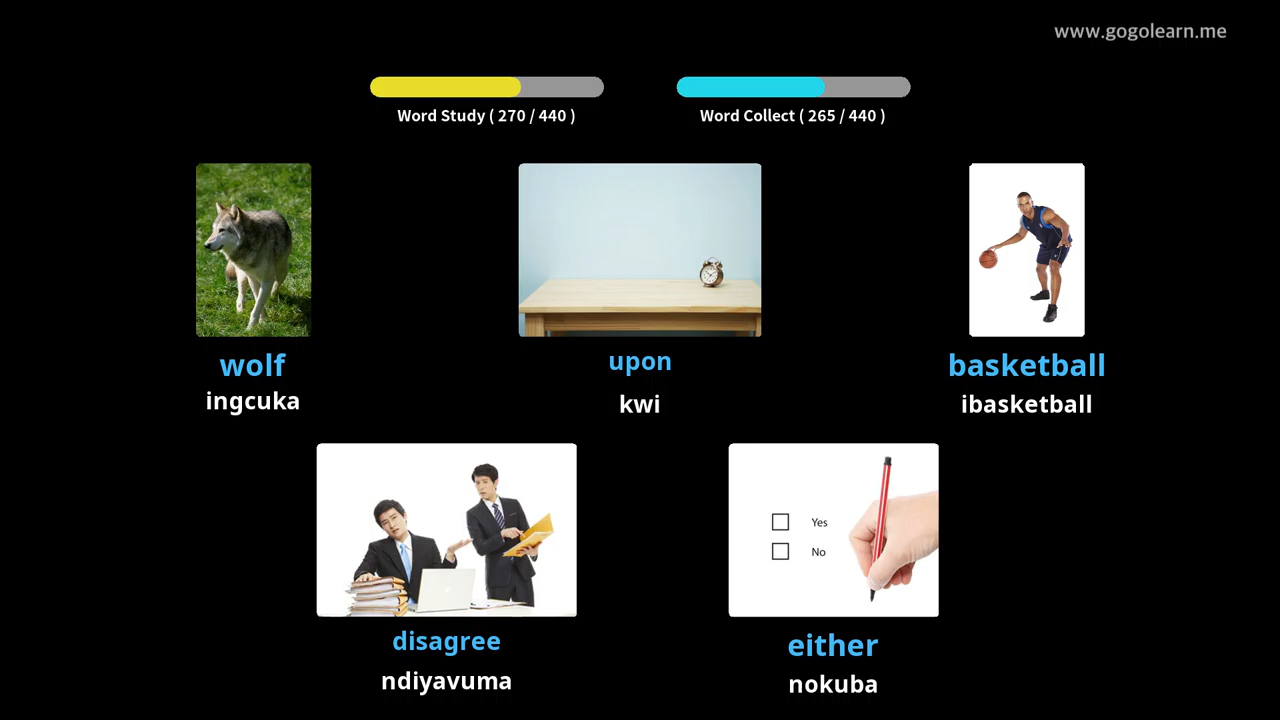 www.gogolearn.me
Word Study ( 270 / 440 )
Word Collect ( 265 / 440 )
wolf
ingcuka
upon
kwi
basketball
ibasketball
Yes
No
disagree
ndiyavuma
either
nokuba